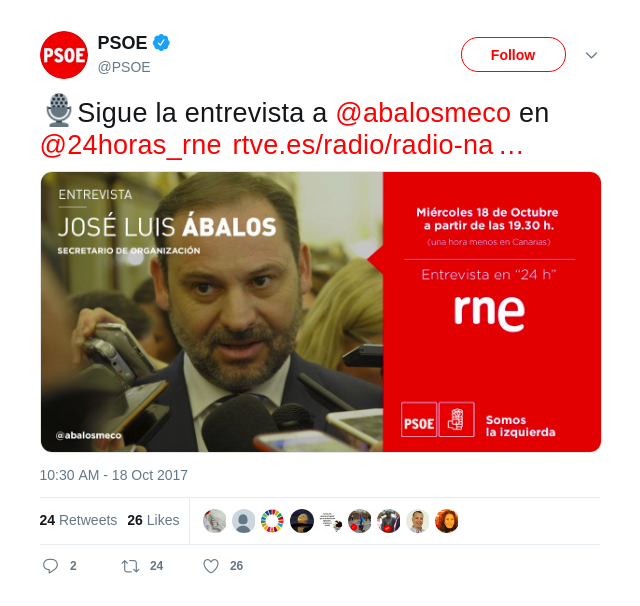 PSOE
PSOE
@PSOE
Follow
Sigue la entrevista a @abalosmeco en
@24horas_rne rtve.es/radio/radio-na…
ENTREVISTA
JOSÉ LUIS ÁBALOS
SECRETARIO DE ORGANIZACIÓN
@abalosmeco
Miércoles 18 de Octubre
a partir de las 19.30 h.
(una hora menos en Canarias)
Entrevista en "24 h"
rne
PSOE
Somos
la izquierda
10:30 AM - 18 Oct 2017
24 Retweets 26 Likes
2 24 26